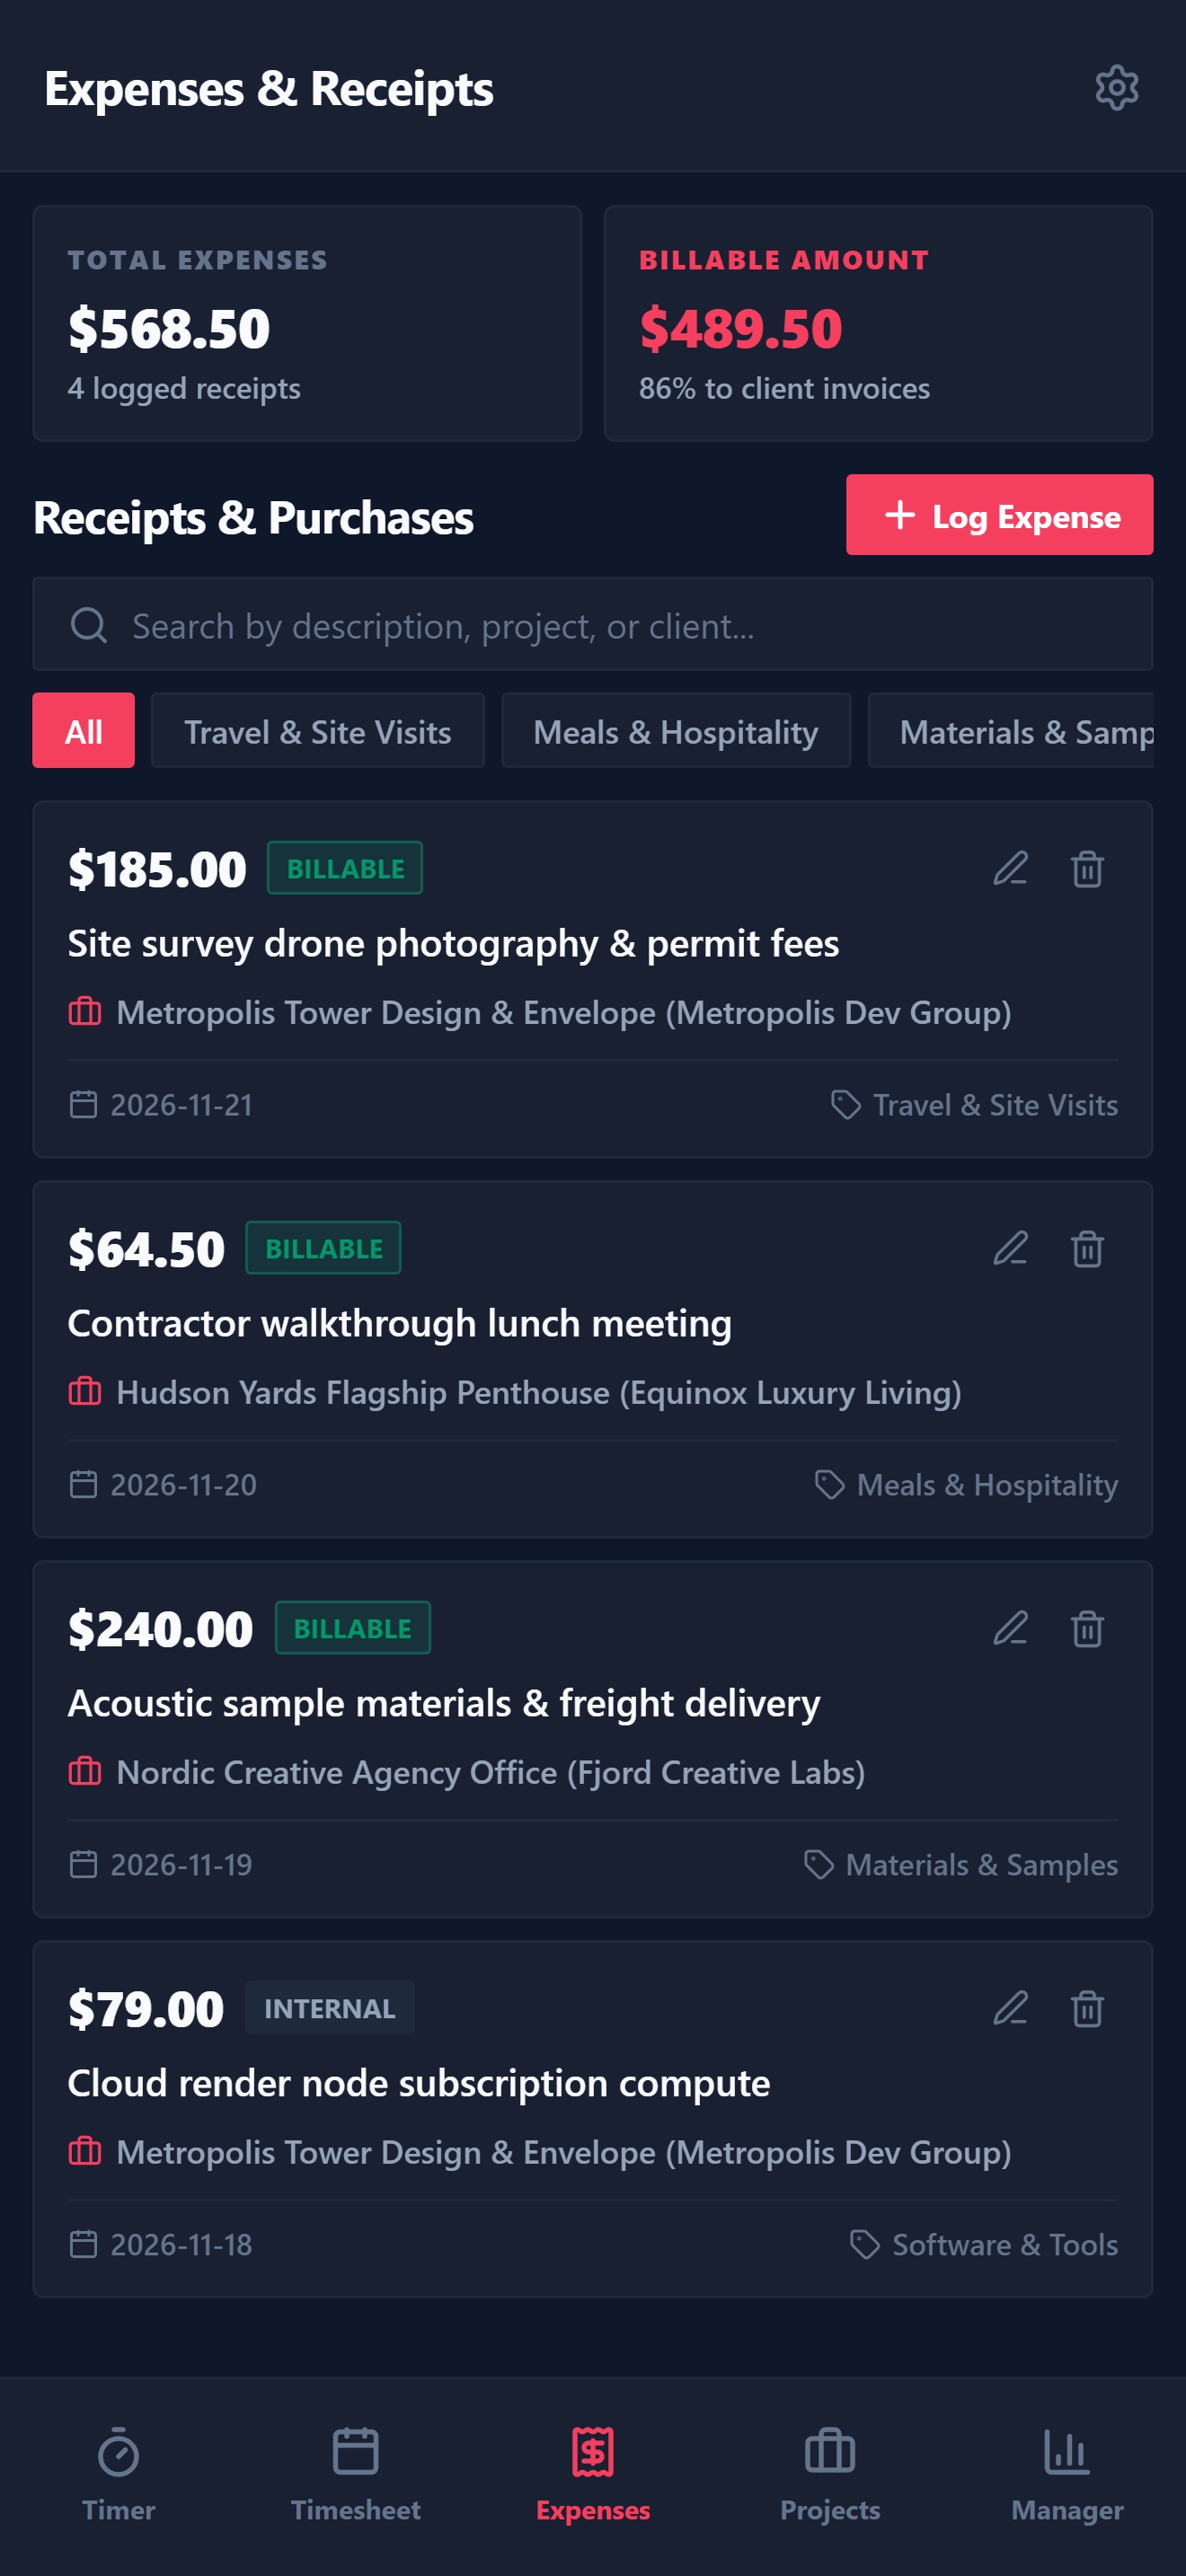 Expenses & Receipts
TOTAL EXPENSES
$568.50
4 logged receipts
BILLABLE AMOUNT
$489.50
86% to client invoices
Receipts & Purchases
+ Log Expense
Search by description, project, or client...
All
Travel & Site Visits
Meals & Hospitality
Materials & Samp
$185.00
BILLABLE
Site survey drone photography & permit fees
Metropolis Tower Design & Envelope (Metropolis Dev Group)
2026-11-21
Travel & Site Visits
$64.50
BILLABLE
Contractor walkthrough lunch meeting
Hudson Yards Flagship Penthouse (Equinox Luxury Living)
2026-11-20
Meals & Hospitality
$240.00
BILLABLE
Acoustic sample materials & freight delivery
Nordic Creative Agency Office (Fjord Creative Labs)
2026-11-19
Materials & Samples
$79.00
INTERNAL
Cloud render node subscription compute
Metropolis Tower Design & Envelope (Metropolis Dev Group)
2026-11-18
Software & Tools
Timer
Timesheet
Expenses
Projects
Manager